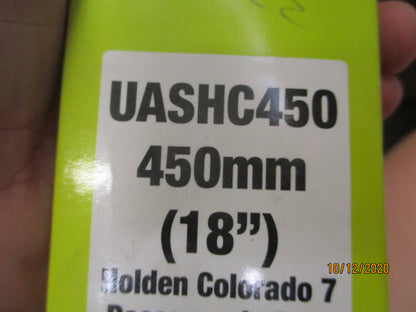 UASHC450
450mm
(18”)
Holden Colorado 7
10/12/2020